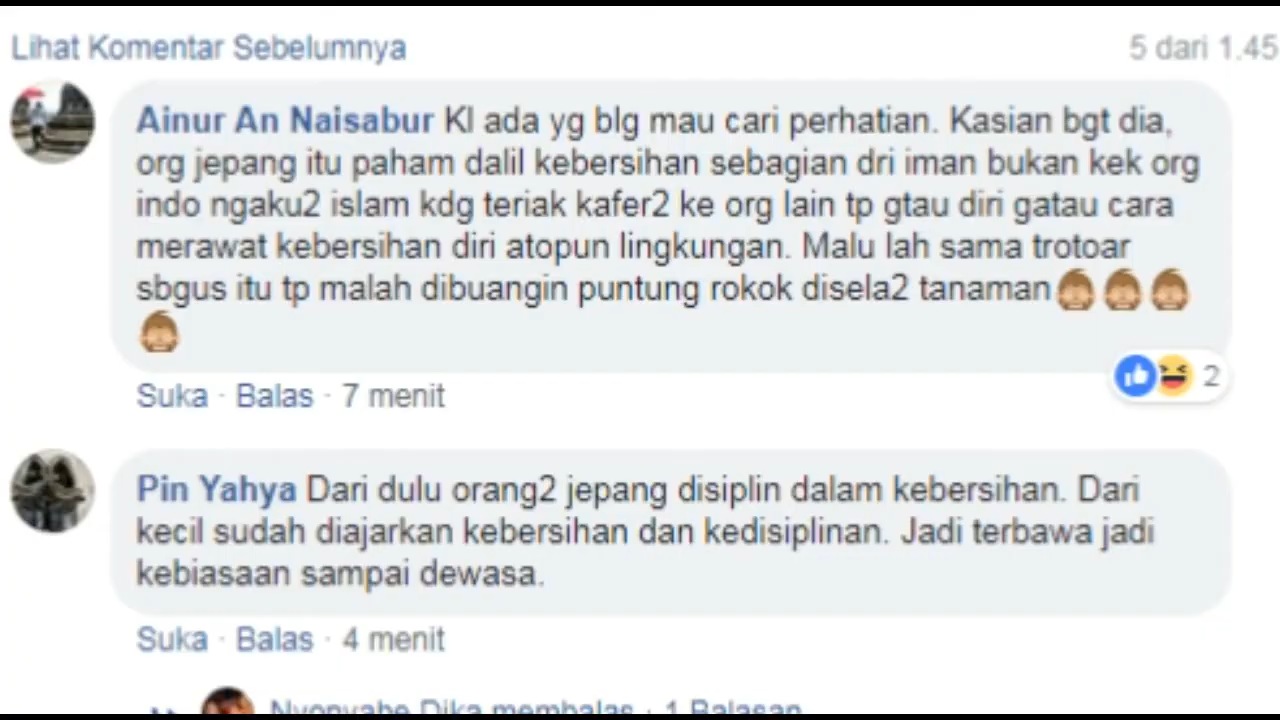 Lihat Komentar Sebelumnya 5 dari 1.45
Ainur An Naisabur Kl ada yg blg mau cari perhatian. Kasian bgt dia,
org jepang itu paham dalil kebersihan sebagian dri iman bukan kek org
indo ngaku2 islam kdg teriak kafer2 ke org lain tp gtau diri gatau cara
merawat kebersihan diri atopun lingkungan. Malu lah sama trotoar
sbgus itu tp malah dibuangin puntung rokok disela2 tanaman
2
Suka · Balas · 7 menit
Pin Yahya Dari dulu orang2 jepang disiplin dalam kebersihan. Dari
kecil sudah diajarkan kebersihan dan kedisiplinan. Jadi terbawa jadi
kebiasaan sampai dewasa.
Suka · Balas · 4 menit
Nyonyahe Dika membalas · 1 Balasan